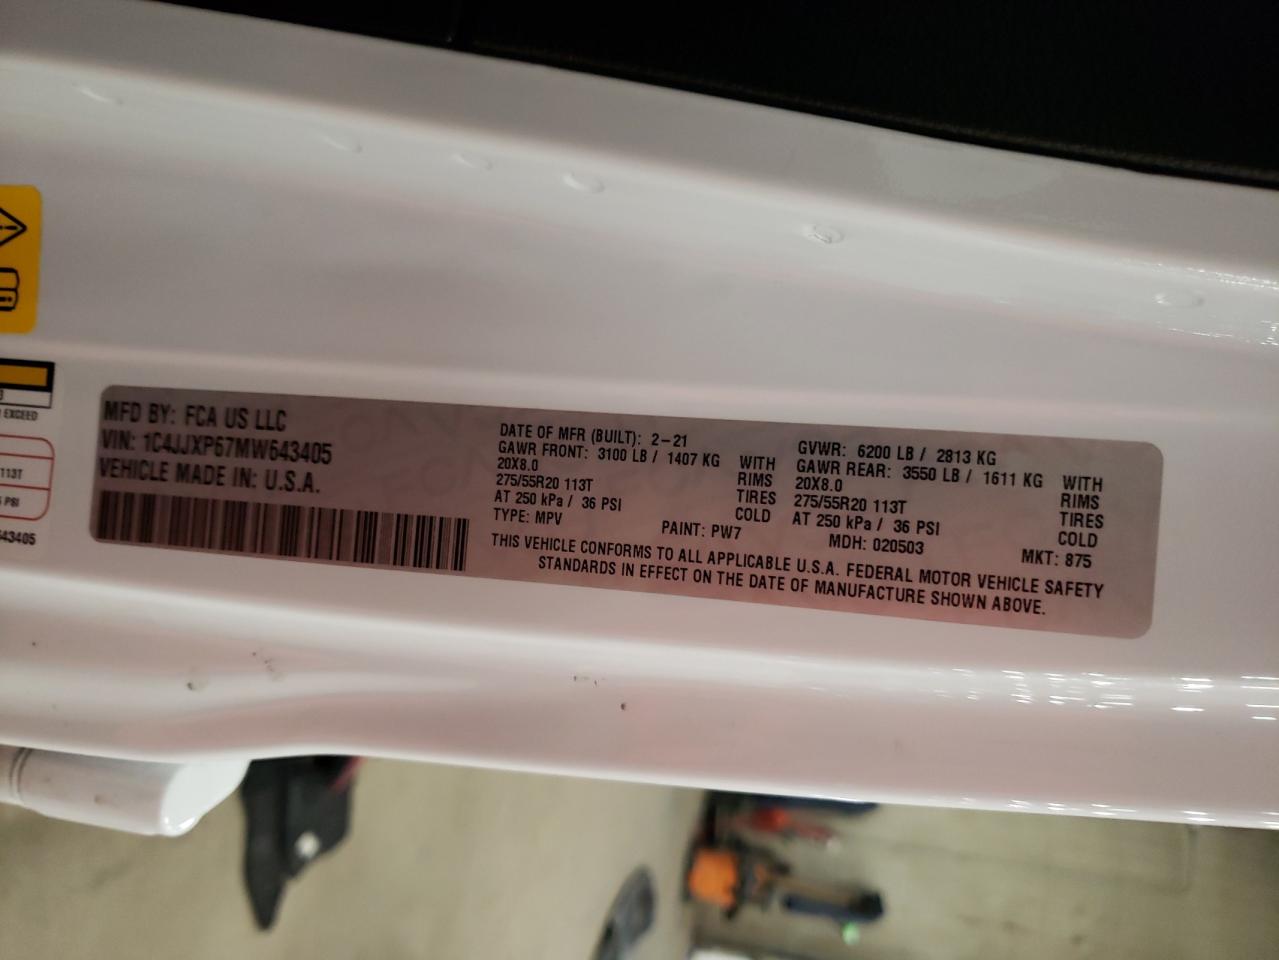 MFD BY: FCA US LLC
VIN: 1C4JJXP67MW643405
VEHICLE MADE IN: U.S.A.
DATE OF MFR (BUILT): 2-21
GAWR FRONT: 3100 LB / 1407 KG WITH
20X8.0 RIMS
275/55R20 113T TIRES
AT 250 kPa / 36 PSI COLD
TYPE: MPV PAINT: PW7
GVWR: 6200 LB / 2813 KG
GAWR REAR: 3550 LB / 1611 KG WITH
20X8.0 RIMS
275/55R20 113T TIRES
AT 250 kPa / 36 PSI COLD
MDH: 020503 MKT: 875
THIS VEHICLE CONFORMS TO ALL APPLICABLE U.S.A. FEDERAL MOTOR VEHICLE SAFETY
STANDARDS IN EFFECT ON THE DATE OF MANUFACTURE SHOWN ABOVE.
EXCEED
113T
PSI
43405